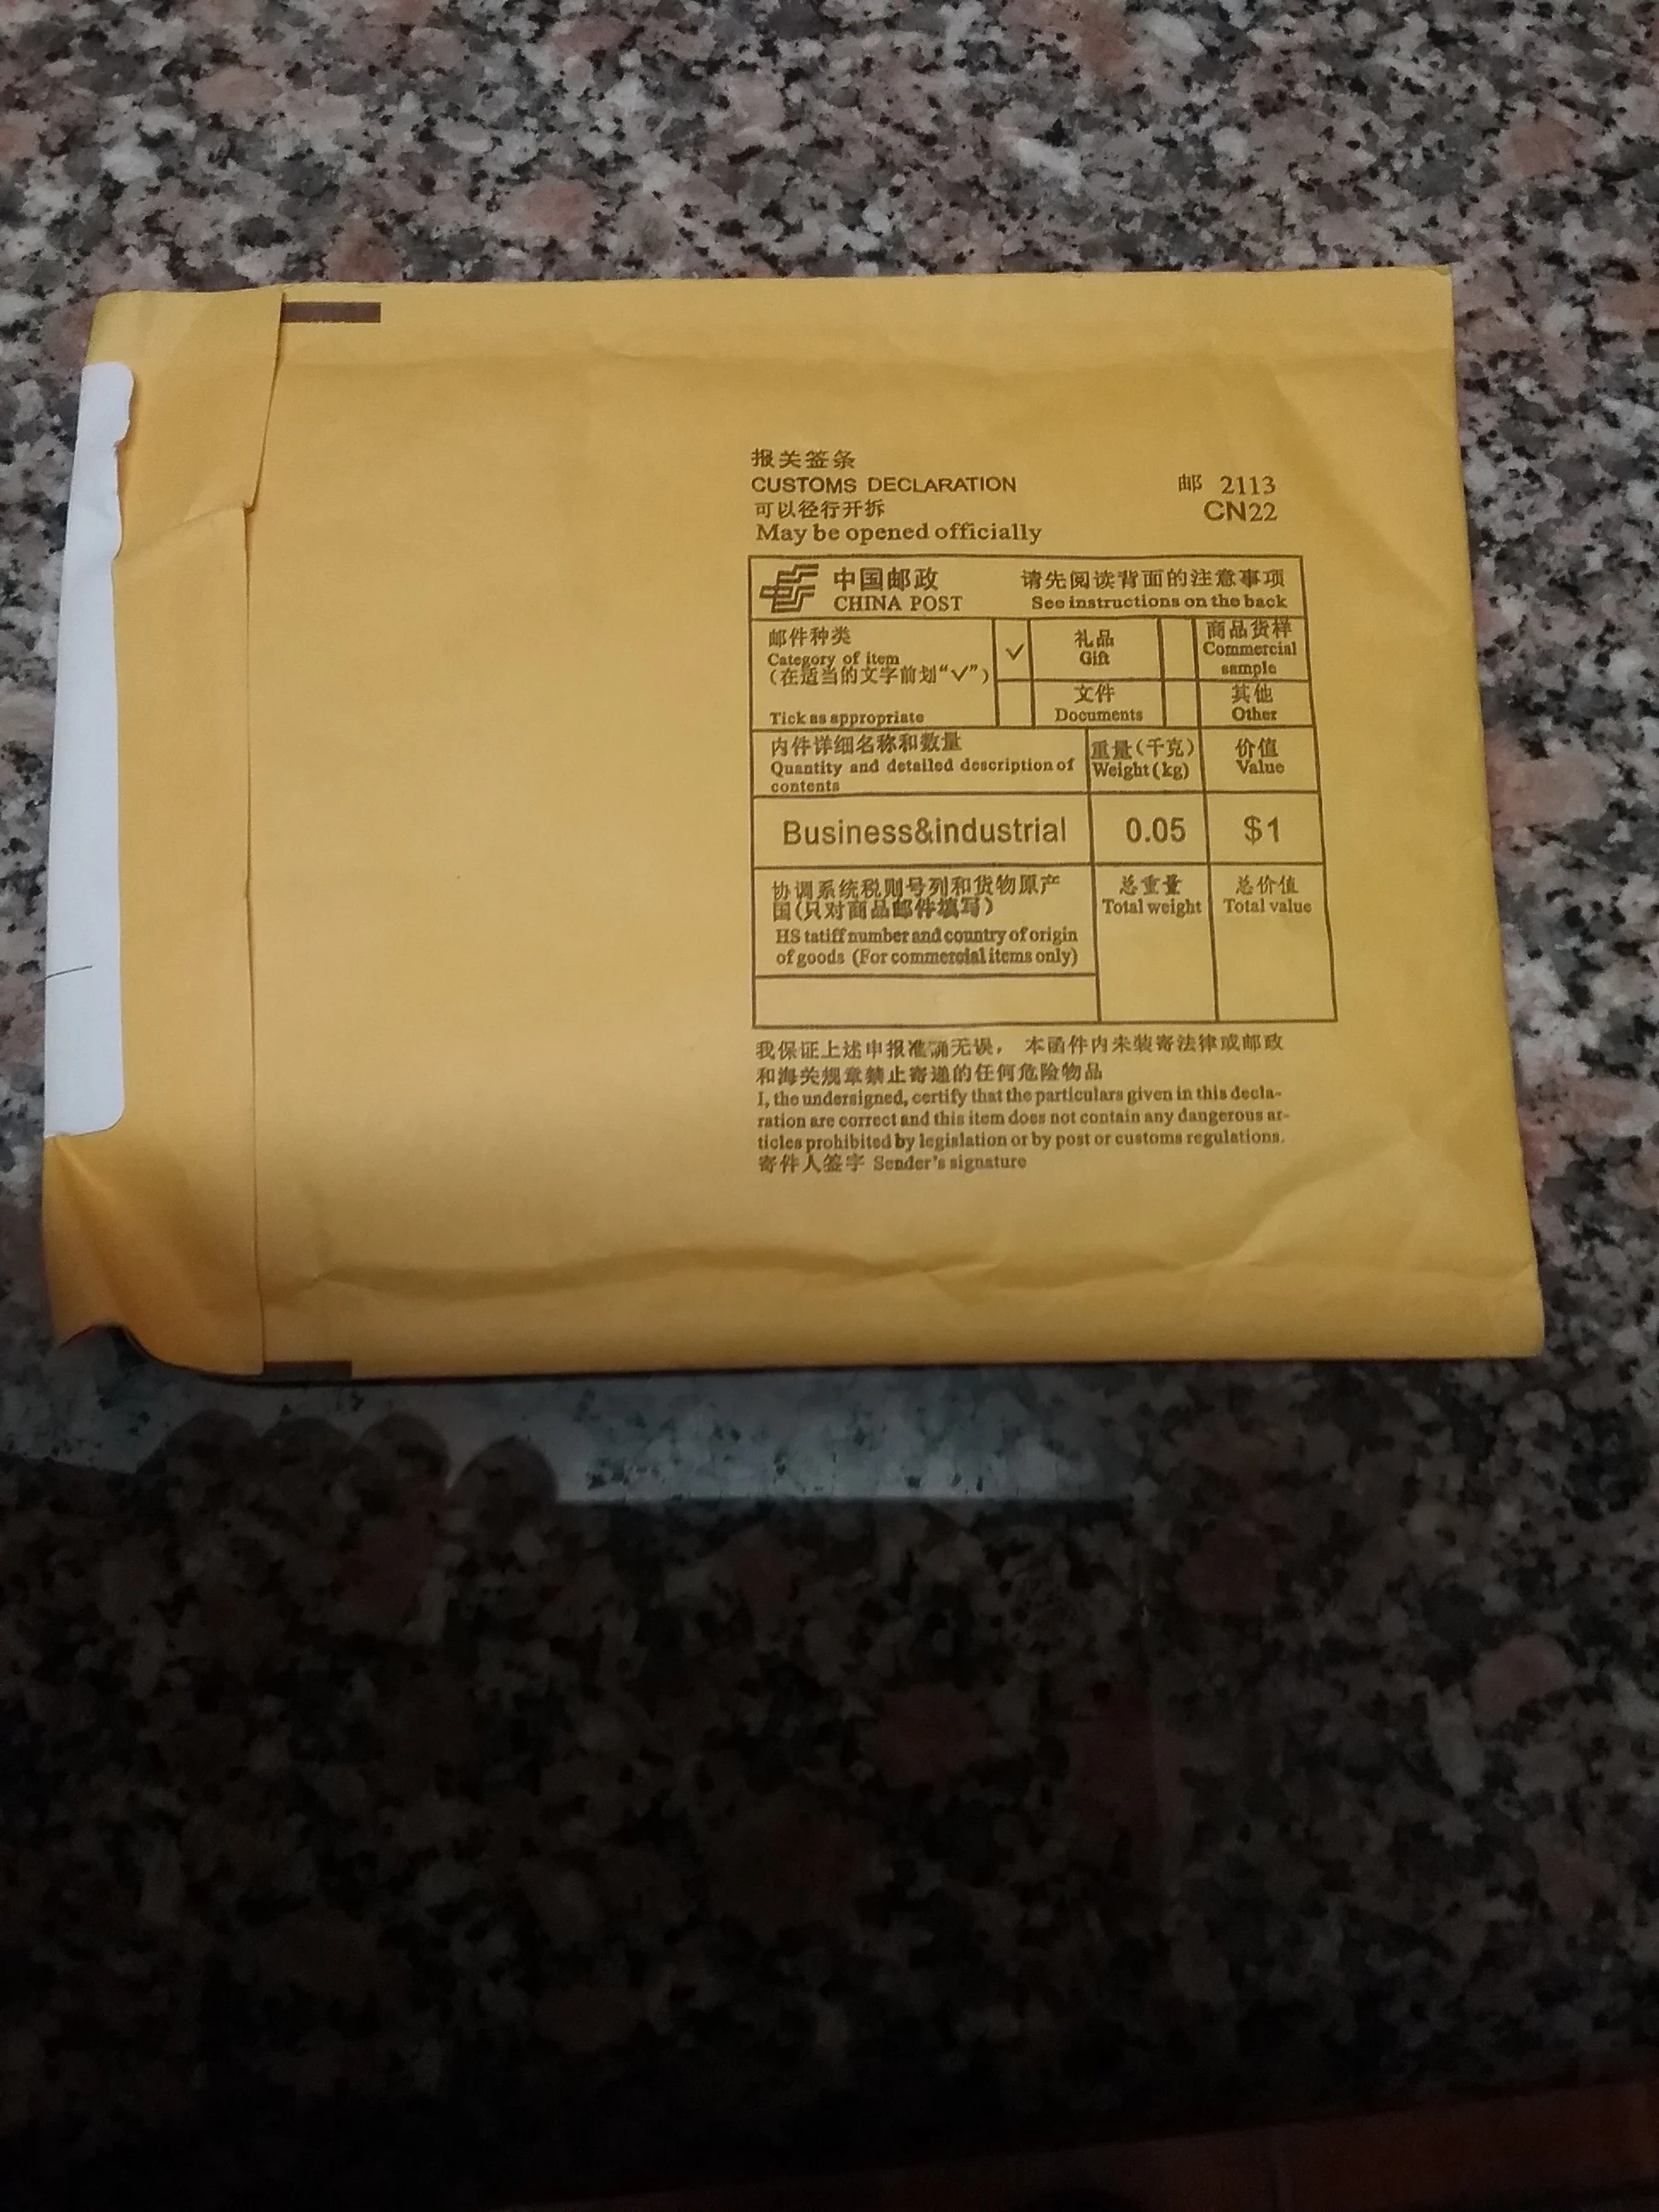 报关签条
CUSTOMS DECLARATION
邮 2113
可以径行开拆
CN22
May be opened officially
中国邮政
请先阅读背面的注意事项
CHINA POST
See instructions on the back
邮件种类
Category of item
(在适当的文字前划“✓”)
Tick as appropriate
✓
礼品
Gift
商品货样
Commercial
sample
文件
Documents
其他
Other
内件详细名称和数量
Quantity and detailed description of
contents
重量(千克)
Weight (kg)
价值
Value
Business&industrial
0.05
$1
协调系统税则号列和货物原产
国(只对商品邮件填写)
HS tatiff number and country of origin
of goods (For commercial items only)
总重量
Total weight
总价值
Total value
我保证上述申报准确无误， 本函件内未装寄法律或邮政
和海关规章禁止寄递的任何危险物品
I, the undersigned, certify that the particulars given in this decla-
ration are correct and this item does not contain any dangerous ar-
ticles prohibited by legislation or by post or customs regulations.
寄件人签字 Sender's signature